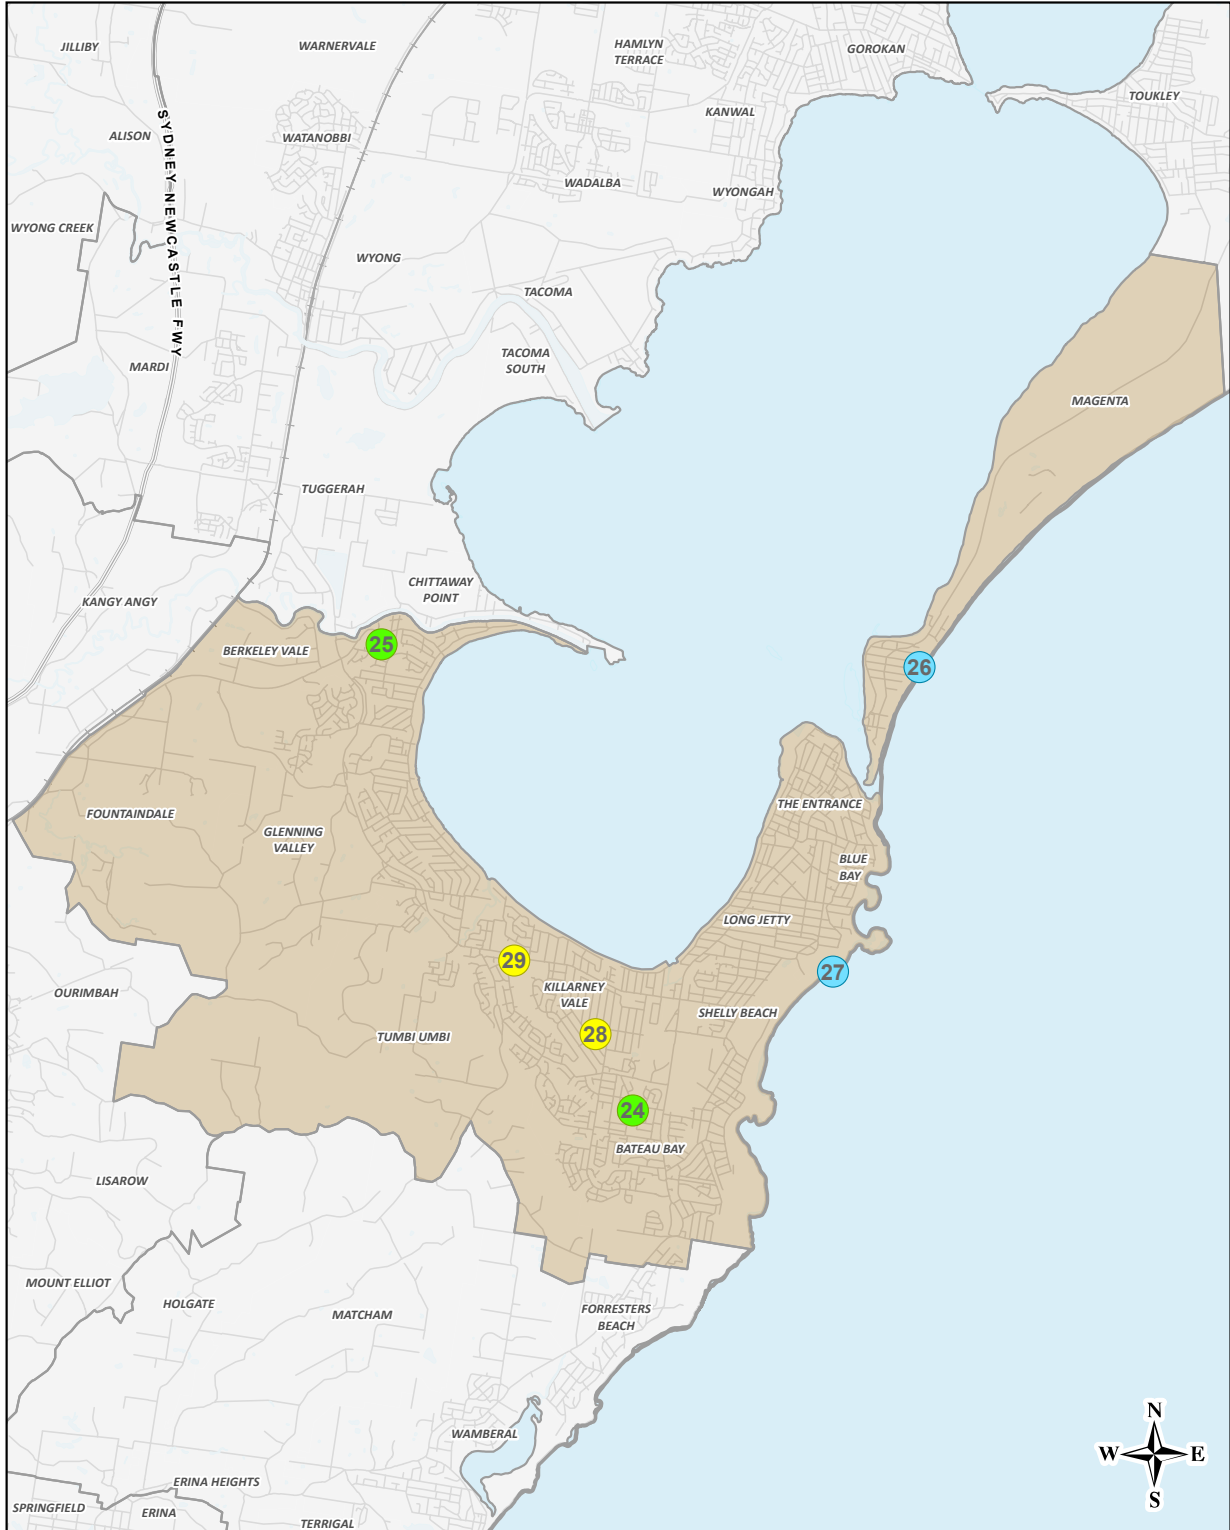 JILLIBY
WARNERVALE
HAMLYN
TERRACE
GOROKAN
TOUKLEY
KANWAL
SYDNEY NEWCASTLE FWY
ALISON
WATANOBBI
WADALBA
WYONGAH
WYONG CREEK
WYONG
TACOMA
MARDI
TACOMA
SOUTH
MAGENTA
TUGGERAH
CHITTAWAY
POINT
KANGY ANGY
25
BERKELEY VALE
26
FOUNTAINDALE
THE ENTRANCE
GLENNING
VALLEY
BLUE
BAY
LONG JETTY
29
27
KILLARNEY
VALE
OURIMBAH
SHELLY BEACH
TUMBI UMBI
28
24
BATEAU BAY
LISAROW
MOUNT ELLIOT
HOLGATE
MATCHAM
FORRESTERS
BEACH
WAMBERAL
N
W E
S
ERINA HEIGHTS
SPRINGFIELD
ERINA
TERRIGAL